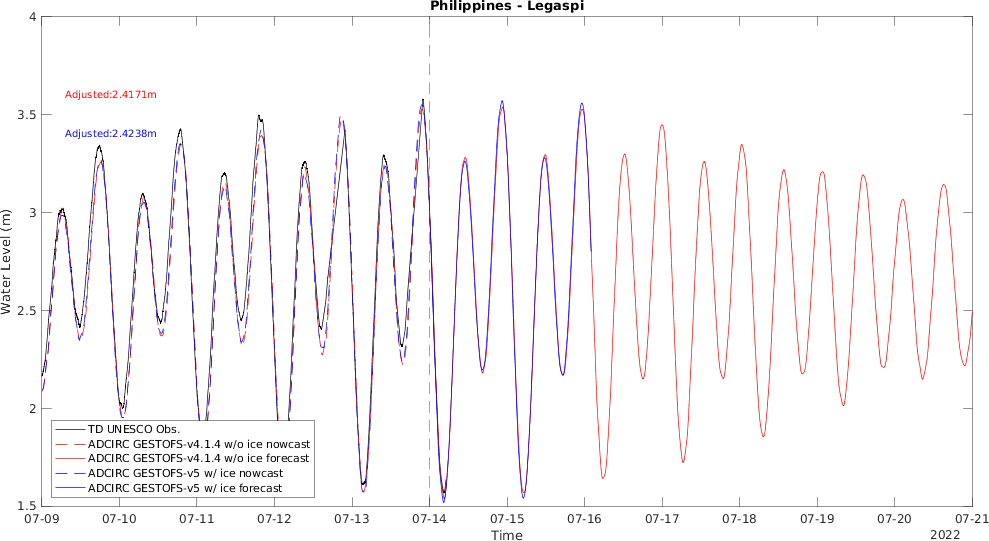 Philippines - Legaspi
4
3.5
3
2.5
2
1.5
Water Level (m)
Adjusted:2.4171m
Adjusted:2.4238m
TD UNESCO Obs.
ADCIRC GESTOFS-v4.1.4 w/o ice nowcast
ADCIRC GESTOFS-v4.1.4 w/o ice forecast
ADCIRC GESTOFS-v5 w/ ice nowcast
ADCIRC GESTOFS-v5 w/ ice forecast
07-09 07-10 07-11 07-12 07-13 07-14 07-15 07-16 07-17 07-18 07-19 07-20 07-21
Time
2022